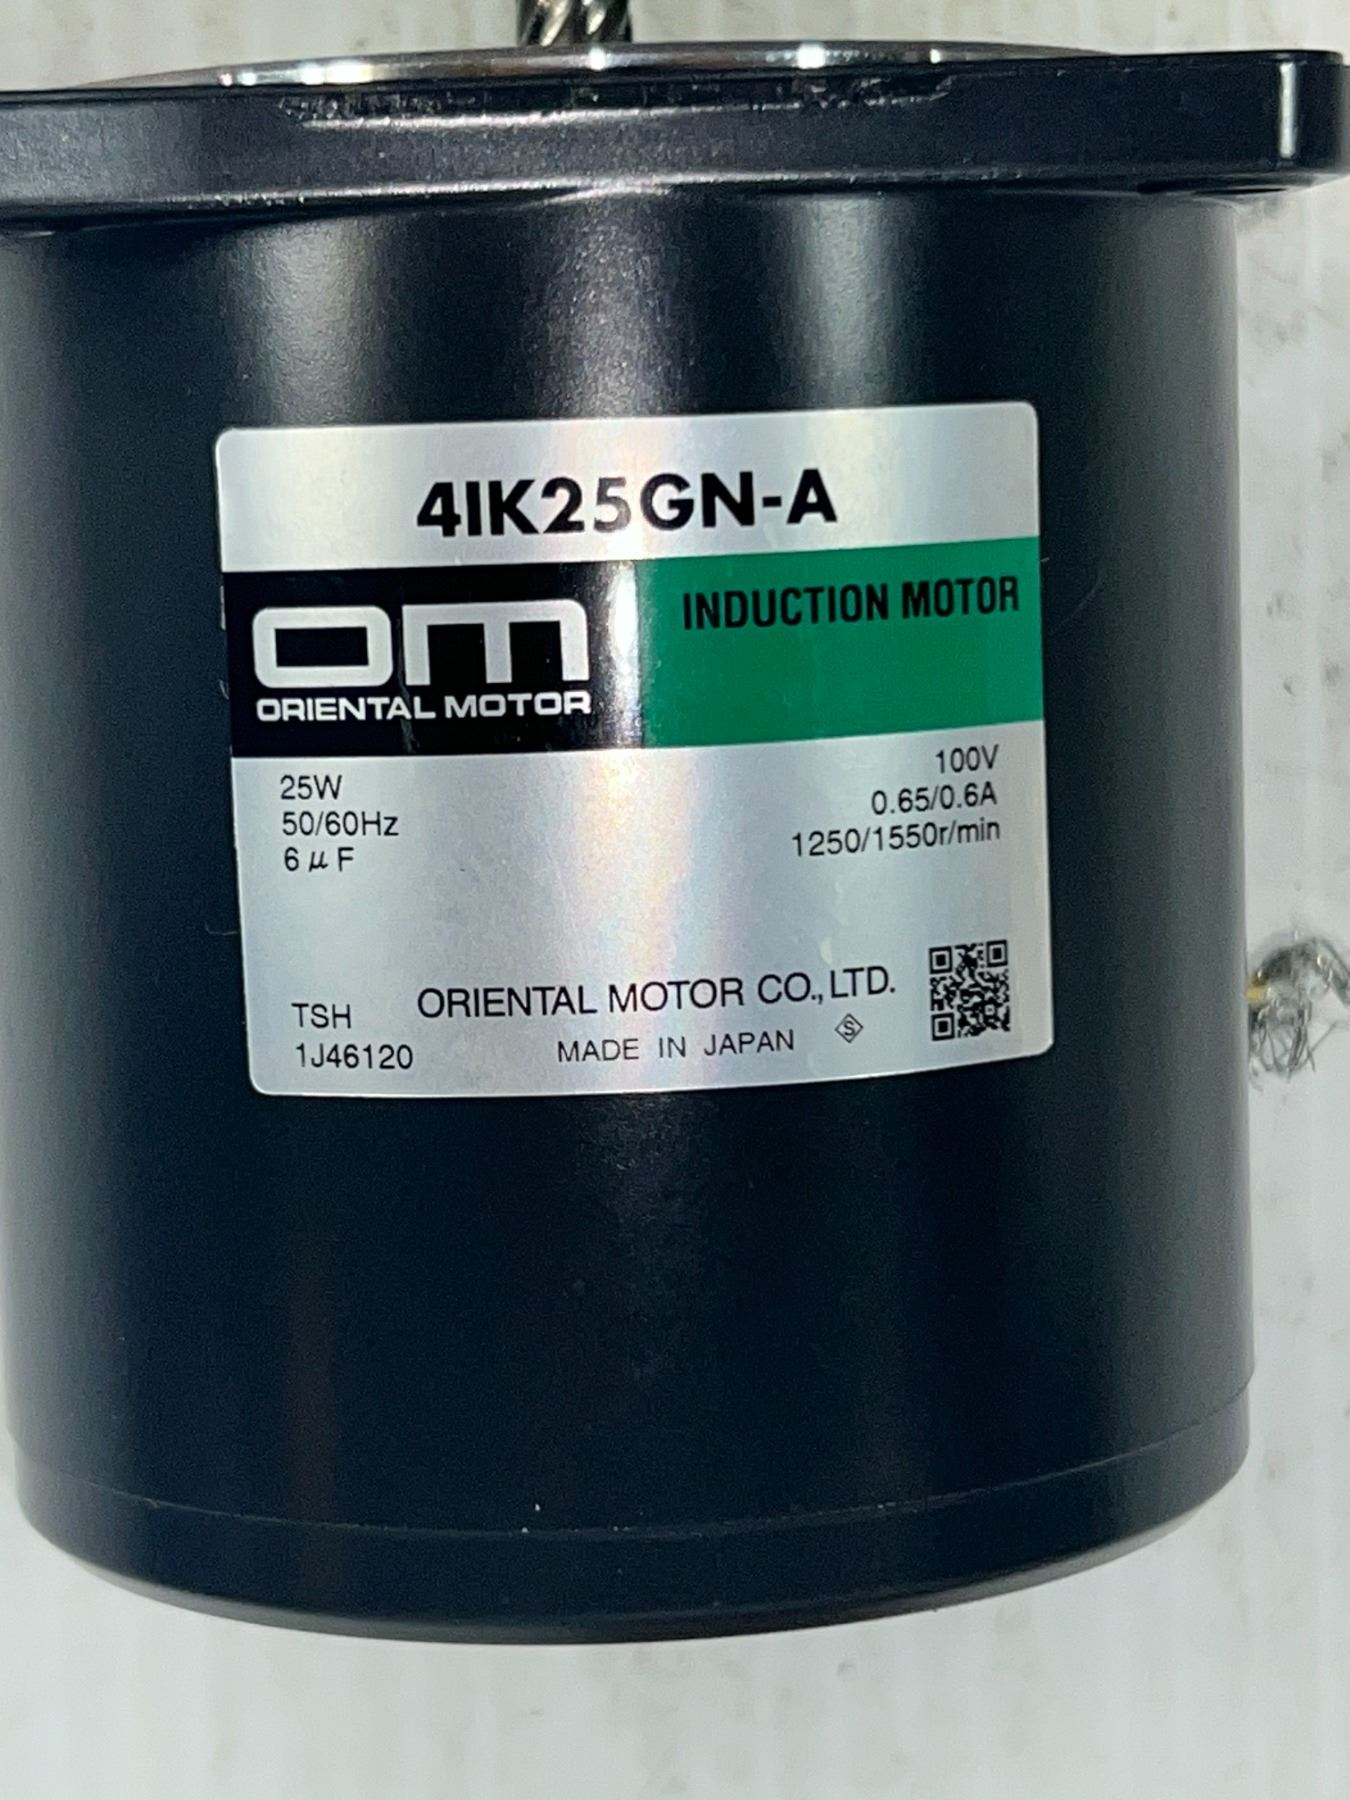 4IK25GN-A
OM
ORIENTAL MOTOR
INDUCTION MOTOR
25W
50/60Hz
6μF
100V
0.65/0.6A
1250/1550r/min
TSH
1J46120
ORIENTAL MOTOR CO., LTD.
MADE IN JAPAN
S